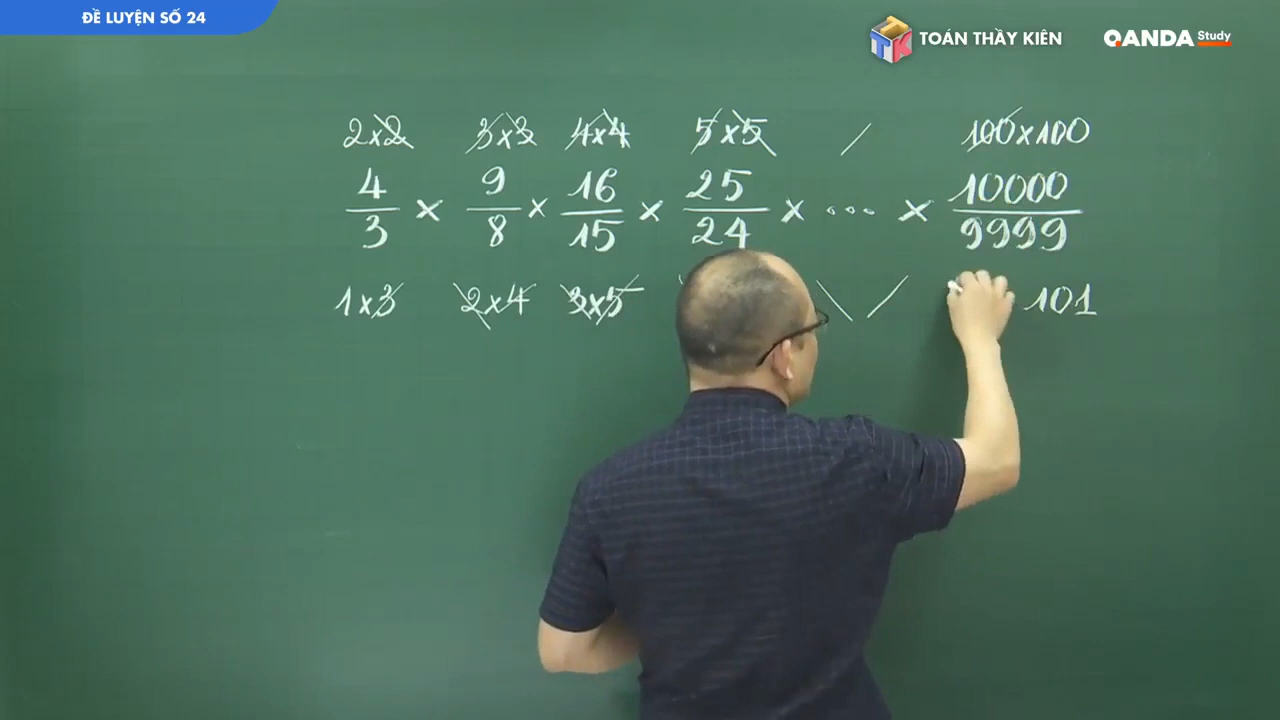 ĐỀ LUYỆN SỐ 24
TOÁN THẦY KIÊN QANDA Study
2x2 3x3 4x4 5x5 100x100
4/3 x 9/8 x 16/15 x 25/24 x ... x 10000/9999
1x3 2x4 3x5 101